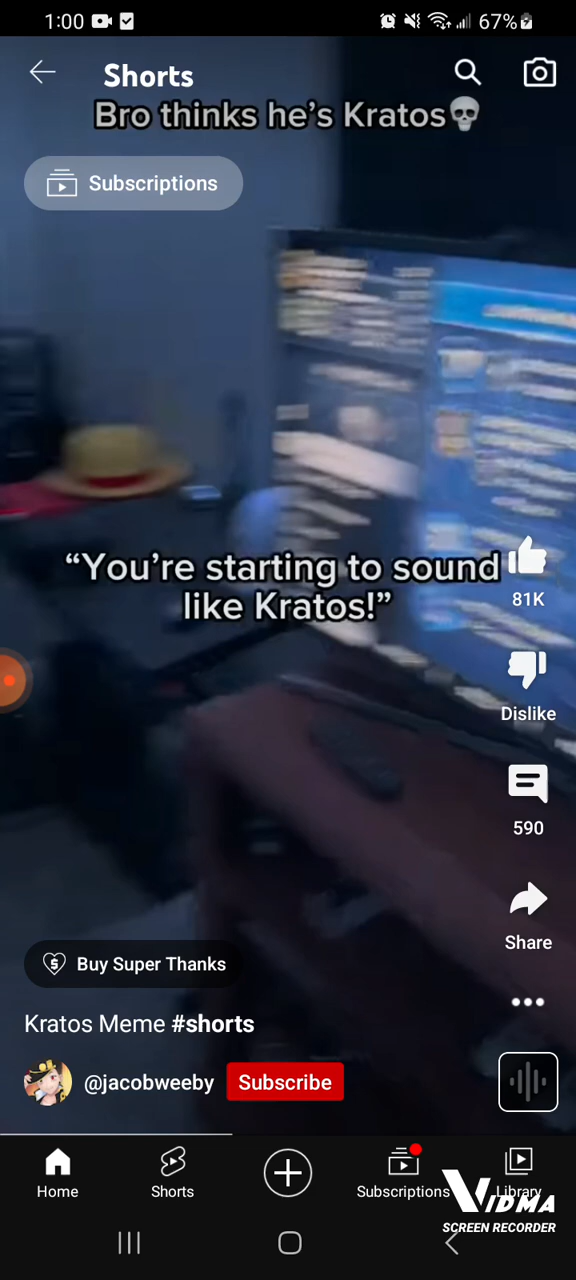 1:00
67%
Shorts
Bro thinks he's Kratos💀
Subscriptions
“You're starting to sound
like Kratos!”
81K
Dislike
590
Share
Buy Super Thanks
Kratos Meme #shorts
@jacobweeby
Subscribe
Home
Shorts
Subscriptions
Library
VIDMA
SCREEN RECORDER